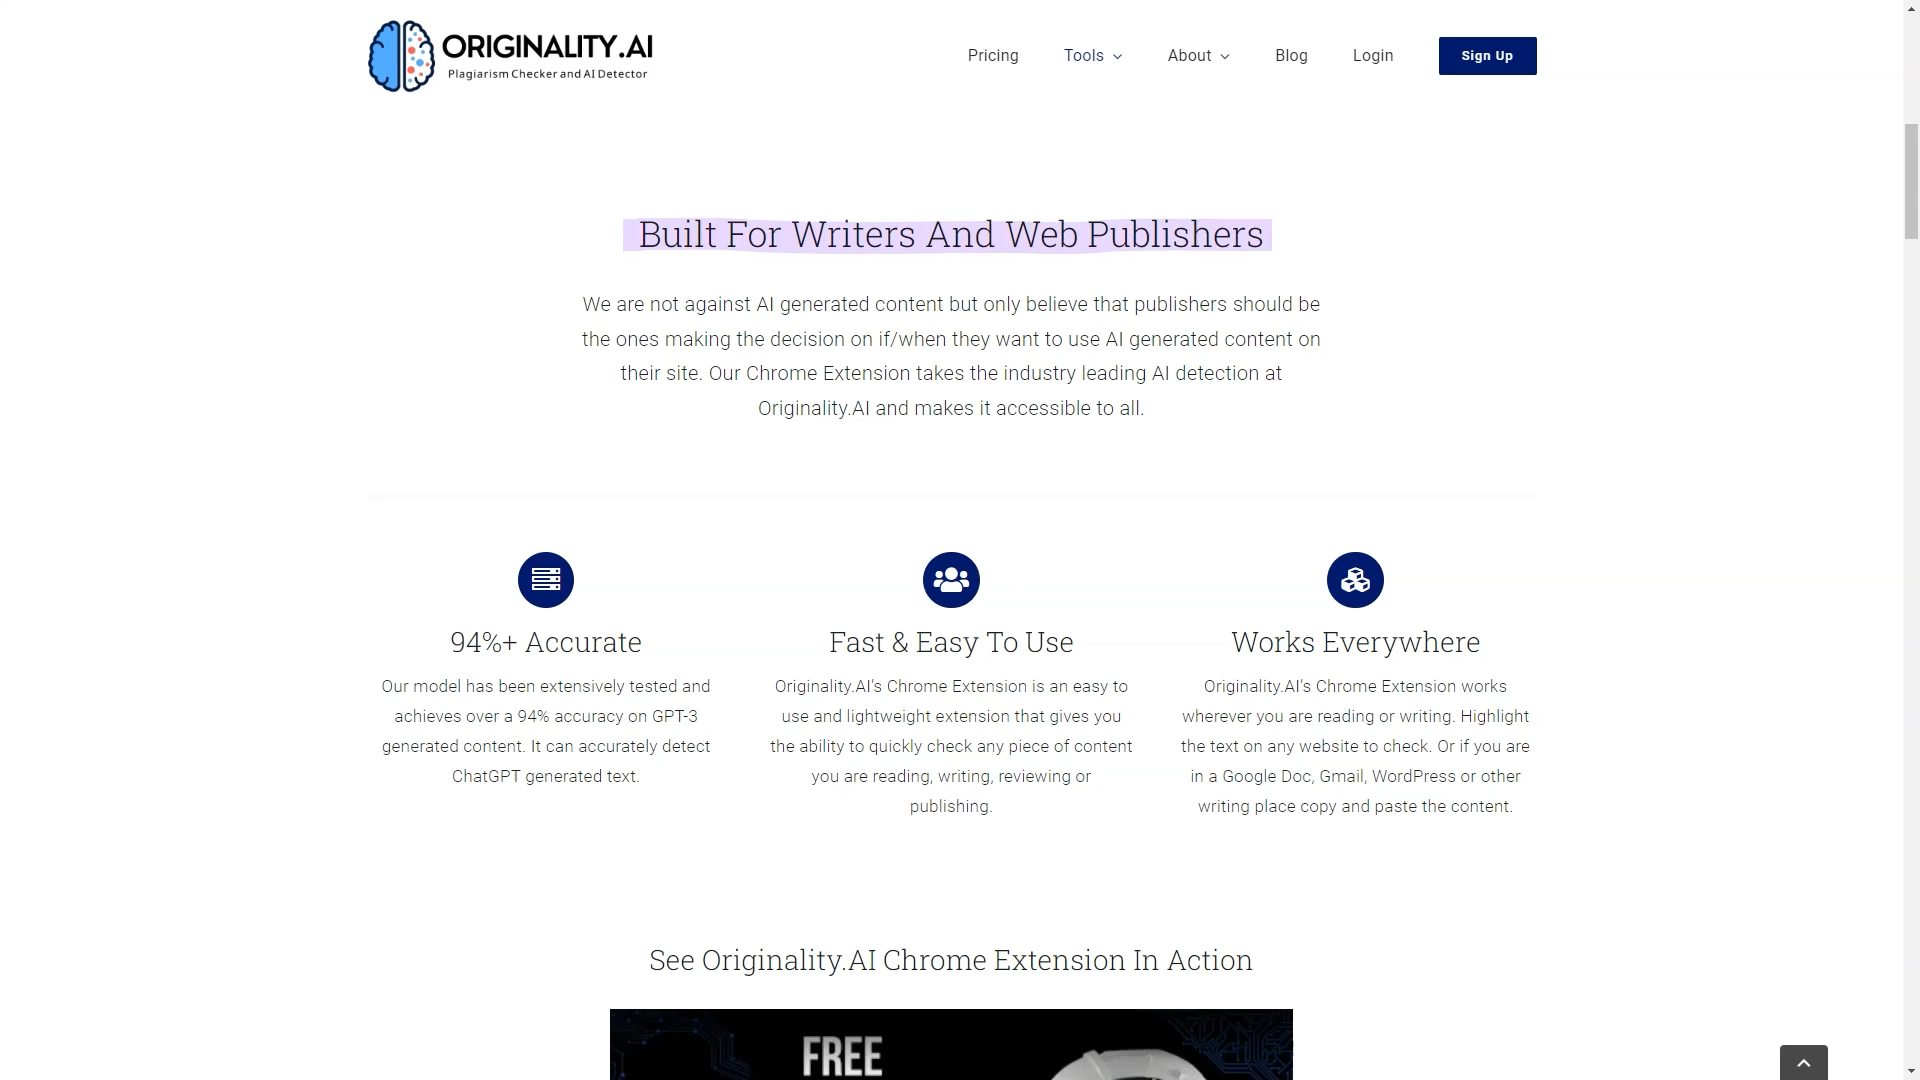 ORIGINALITY.AI
Plagiarism Checker and AI Detector
Pricing
Tools
About
Blog
Login
Sign Up
Built For Writers And Web Publishers
We are not against AI generated content but only believe that publishers should be
the ones making the decision on if/when they want to use AI generated content on
their site. Our Chrome Extension takes the industry leading AI detection at
Originality.AI and makes it accessible to all.
94%+ Accurate
Our model has been extensively tested and
achieves over a 94% accuracy on GPT-3
generated content. It can accurately detect
ChatGPT generated text.
Fast & Easy To Use
Originality.AI's Chrome Extension is an easy to
use and lightweight extension that gives you
the ability to quickly check any piece of content
you are reading, writing, reviewing or
publishing.
Works Everywhere
Originality.AI's Chrome Extension works
wherever you are reading or writing. Highlight
the text on any website to check. Or if you are
in a Google Doc, Gmail, WordPress or other
writing place copy and paste the content.
See Originality.AI Chrome Extension In Action
FREE